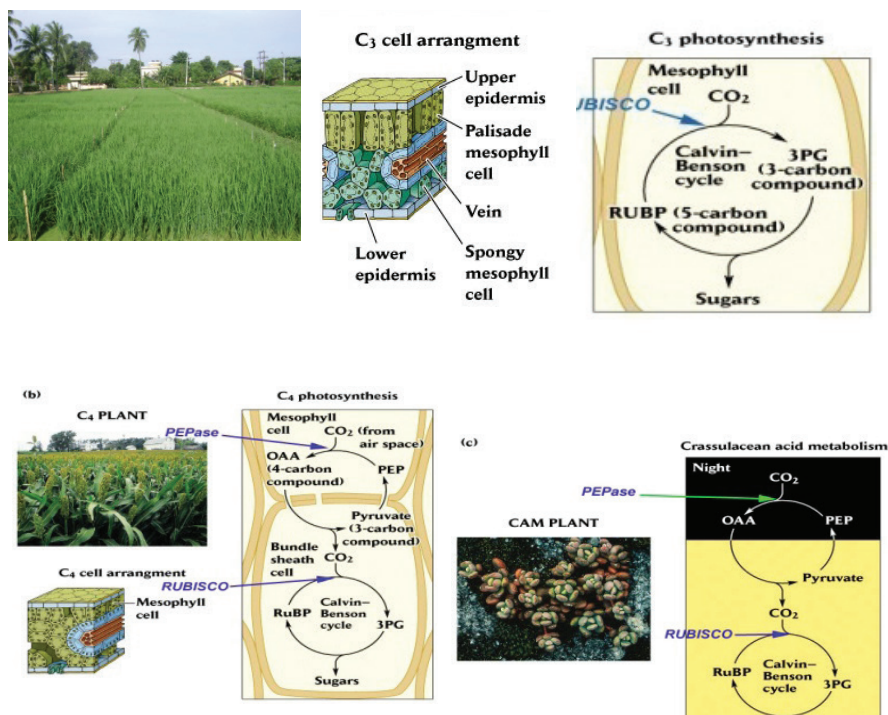 C3 cell arrangment
Upper
epidermis
Palisade
mesophyll
cell
Vein
Spongy
mesophyll
cell
Lower
epidermis
C3 photosynthesis
Mesophyll
cell
CO2
UBISCO
Calvin–
Benson
cycle
3PG
(3-carbon
compound)
RUBP (5-carbon
compound)
Sugars
(b)
C4 PLANT
C4 cell arrangement
Mesophyll
cell
C4 photosynthesis
Mesophyll
cell
PEPase
CO2 (from
air space)
OAA
(4-carbon
compound)
PEP
Pyruvate
(3-carbon
compound)
Bundle
sheath
cell
CO2
RUBISCO
RuBP
Calvin–
Benson
cycle
3PG
Sugars
(c)
CAM PLANT
Crassulacean acid metabolism
Night
CO2
PEPase
OAA
PEP
Pyruvate
CO2
RUBISCO
RuBP
Calvin–
Benson
cycle
3PG